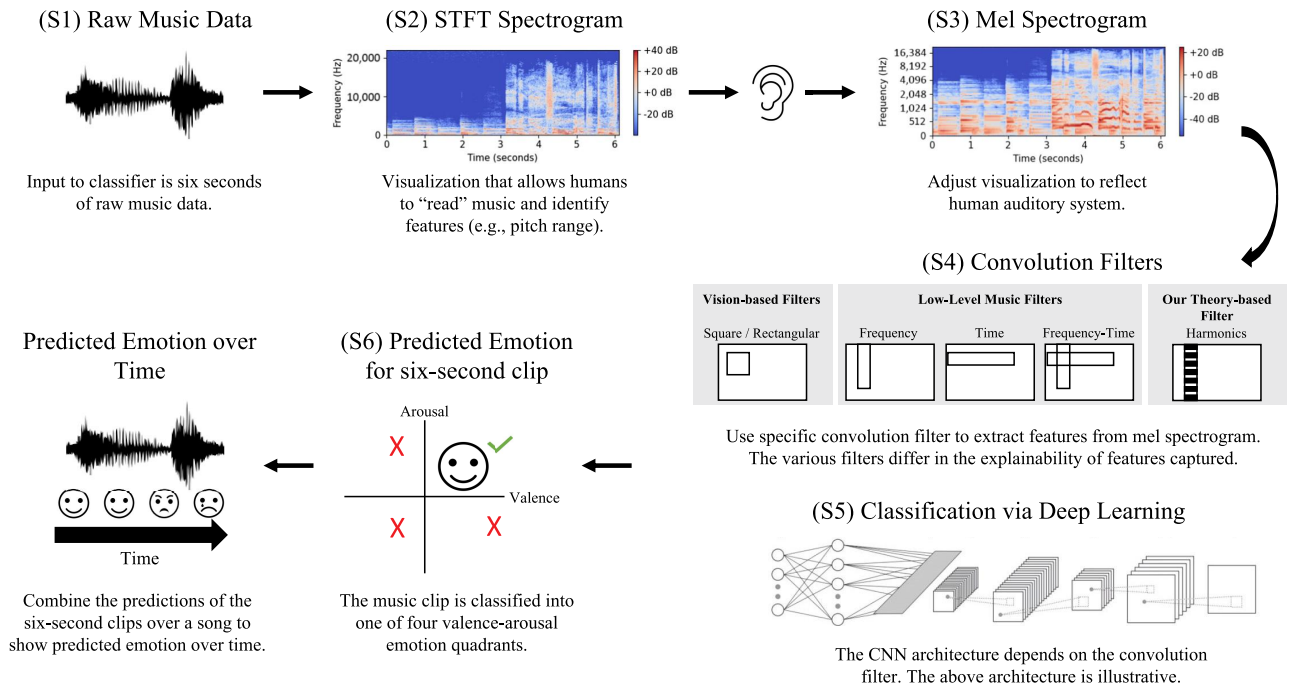 (S1) Raw Music Data
Input to classifier is six seconds
of raw music data.
(S2) STFT Spectrogram
Frequency (Hz)
20,000
10,000
0
0 1 2 3 4 5 6
Time (seconds)
+40 dB
+20 dB
+0 dB
-20 dB
Visualization that allows humans
to “read” music and identify
features (e.g., pitch range).
(S3) Mel Spectrogram
Frequency (Hz)
16,384
8,192
4,096
2,048
1,024
512
0
0 1 2 3 4 5 6
Time (seconds)
+20 dB
+0 dB
-20 dB
-40 dB
Adjust visualization to reflect
human auditory system.
(S4) Convolution Filters
Vision-based Filters
Square / Rectangular
Low-Level Music Filters
Frequency
Time
Frequency-Time
Our Theory-based
Filter
Harmonics
Use specific convolution filter to extract features from mel spectrogram.
The various filters differ in the explainability of features captured.
(S5) Classification via Deep Learning
The CNN architecture depends on the convolution
filter. The above architecture is illustrative.
(S6) Predicted Emotion
for six-second clip
Arousal
X
Valence
X
X
The music clip is classified into
one of four valence-arousal
emotion quadrants.
Predicted Emotion over
Time
Time
Combine the predictions of the
six-second clips over a song to
show predicted emotion over time.